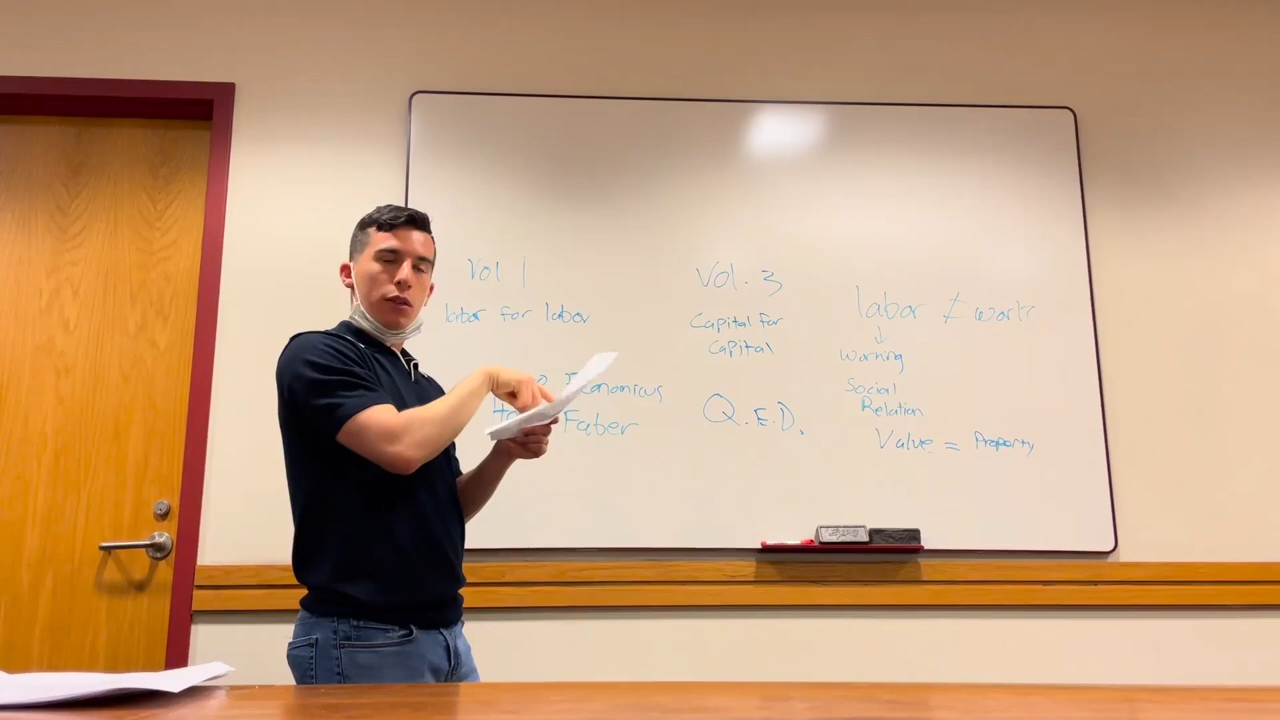 Vol 1
labor for labor
Economicus
Faber
Vol. 3
Capital for
Capital
Q.E.D.
labor ≠ work
↓
Working
Social
Relation
Value = Property